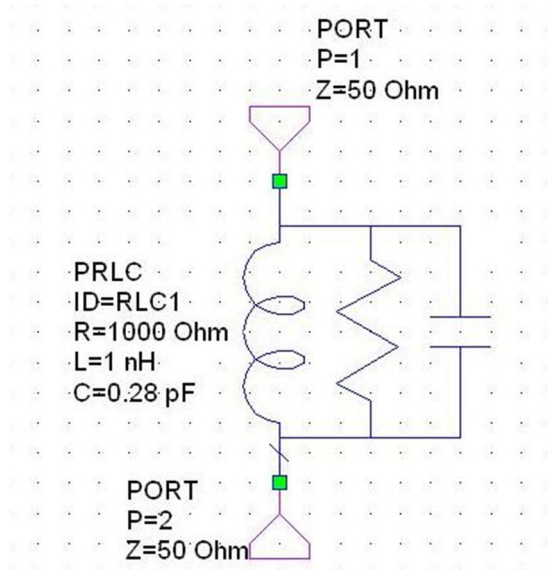 PORT
P=1
Z=50 Ohm
PRLC
ID=RLC1
R=1000 Ohm
L=1 nH
C=0.28 pF
PORT
P=2
Z=50 Ohm